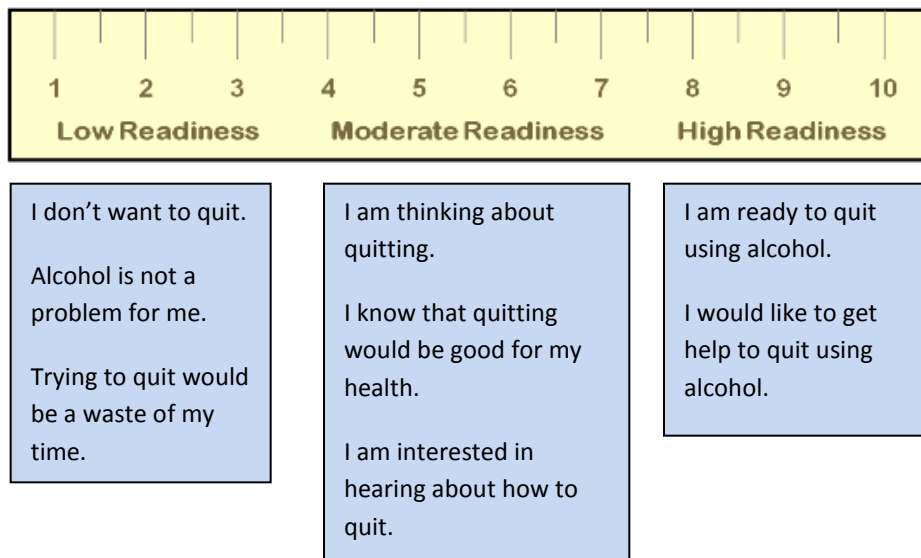 1 2 3 4 5 6 7 8 9 10
Low Readiness Moderate Readiness High Readiness
I don’t want to quit.
Alcohol is not a
problem for me.
Trying to quit would
be a waste of my
time.
I am thinking about
quitting.
I know that quitting
would be good for my
health.
I am interested in
hearing about how to
quit.
I am ready to quit
using alcohol.
I would like to get
help to quit using
alcohol.